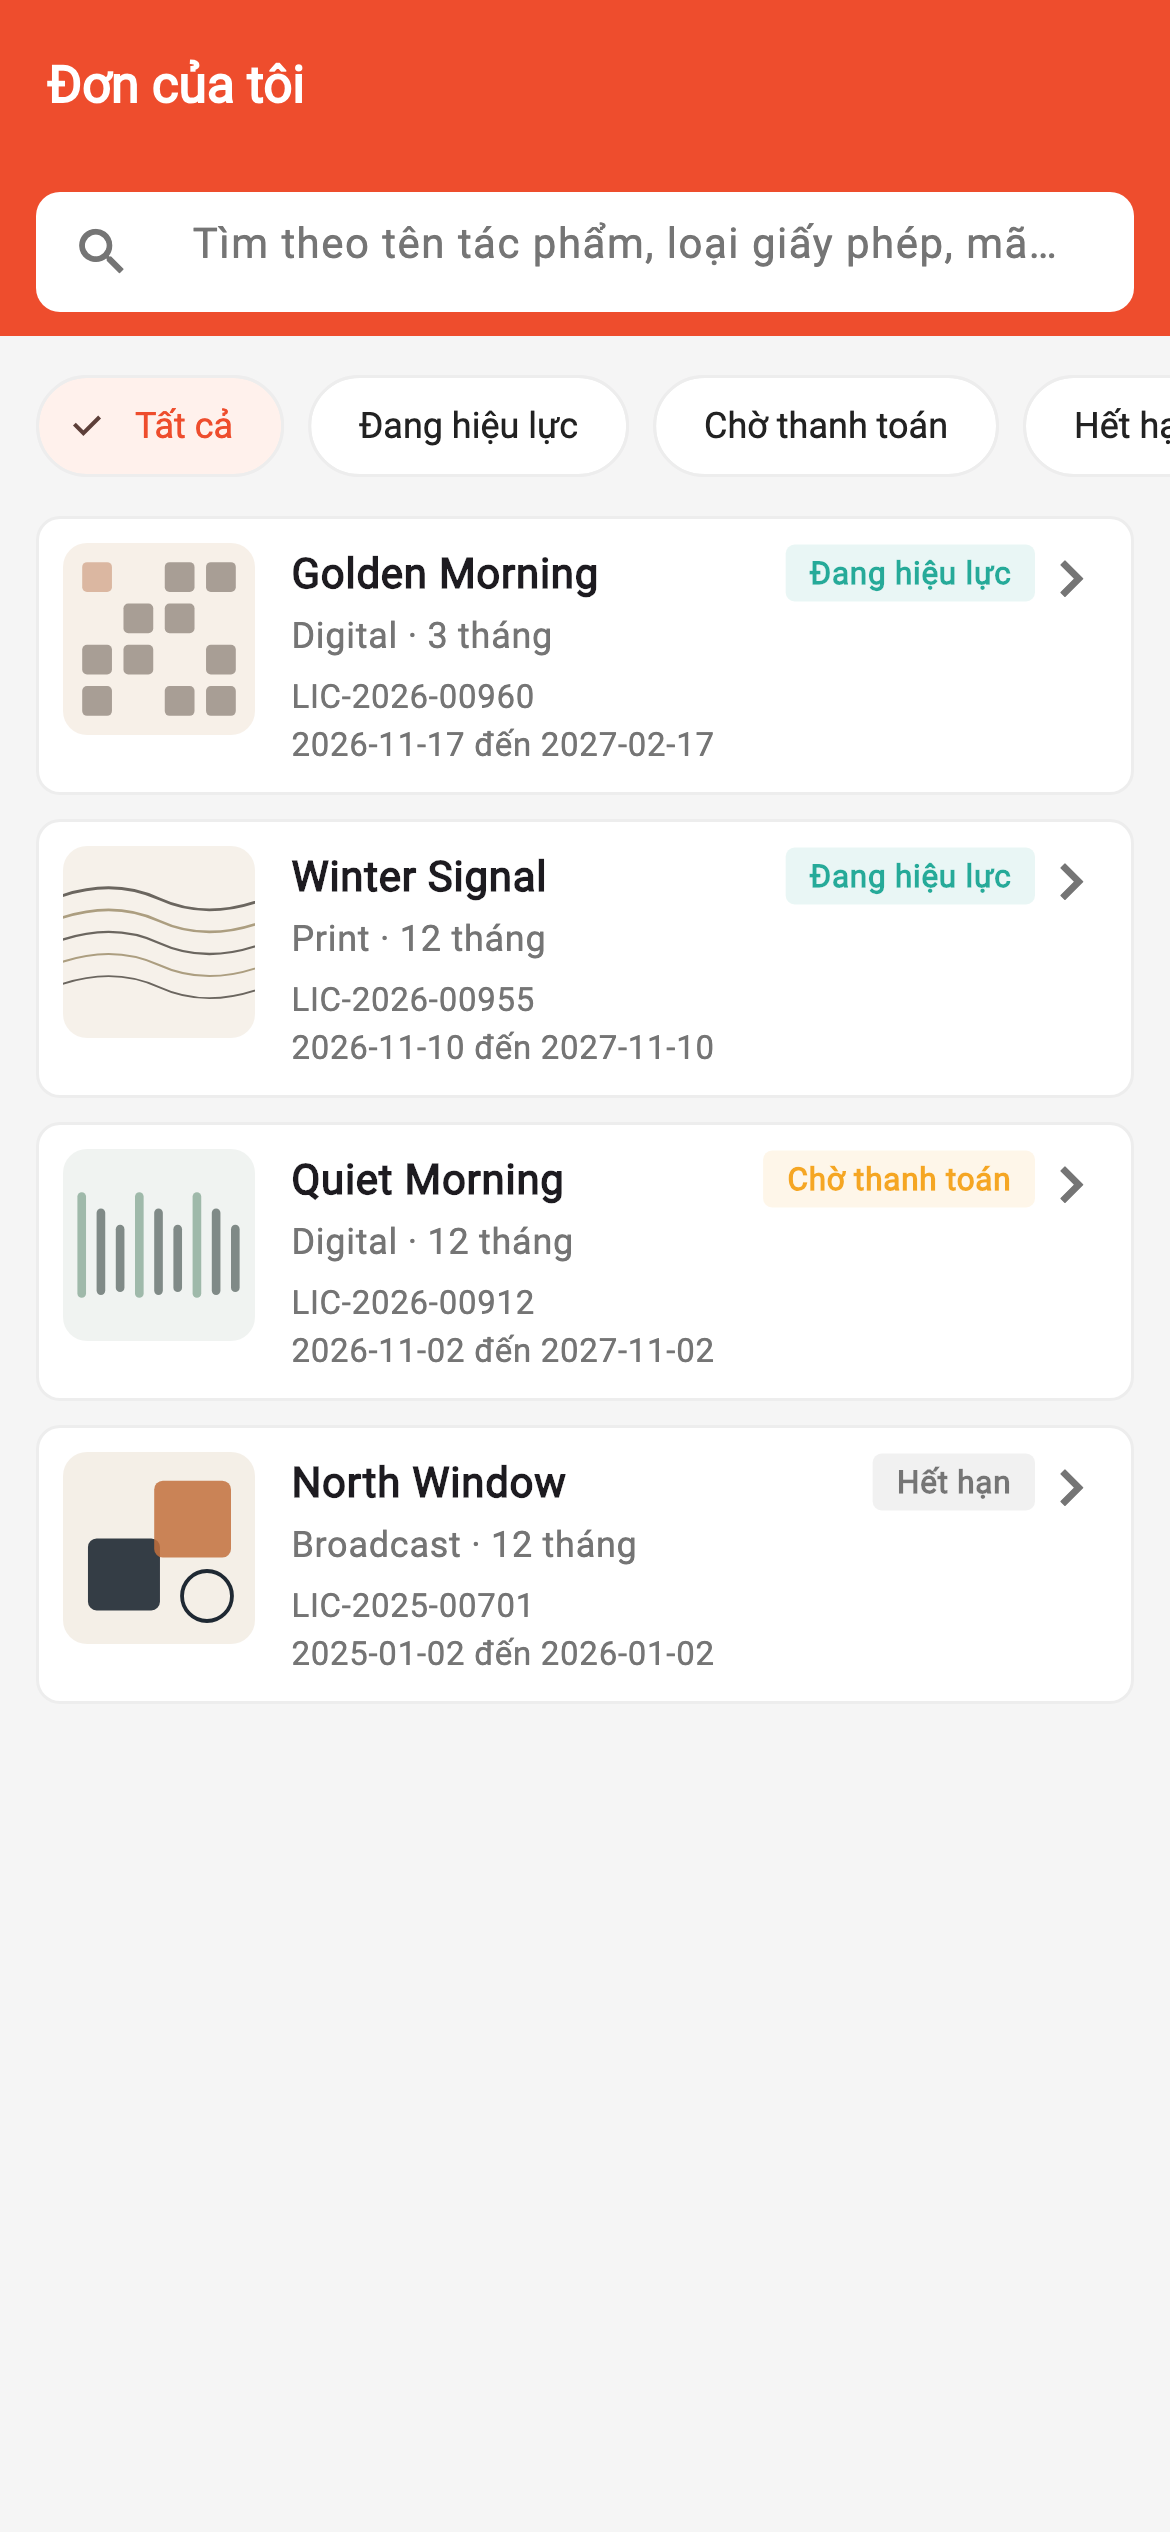 Đơn của tôi
Tìm theo tên tác phẩm, loại giấy phép, mã...
Tất cả
Đang hiệu lực
Chờ thanh toán
Hết hạ
Golden Morning
Đang hiệu lực
Digital · 3 tháng
LIC-2026-00960
2026-11-17 đến 2027-02-17
Winter Signal
Đang hiệu lực
Print · 12 tháng
LIC-2026-00955
2026-11-10 đến 2027-11-10
Quiet Morning
Chờ thanh toán
Digital · 12 tháng
LIC-2026-00912
2026-11-02 đến 2027-11-02
North Window
Hết hạn
Broadcast · 12 tháng
LIC-2025-00701
2025-01-02 đến 2026-01-02